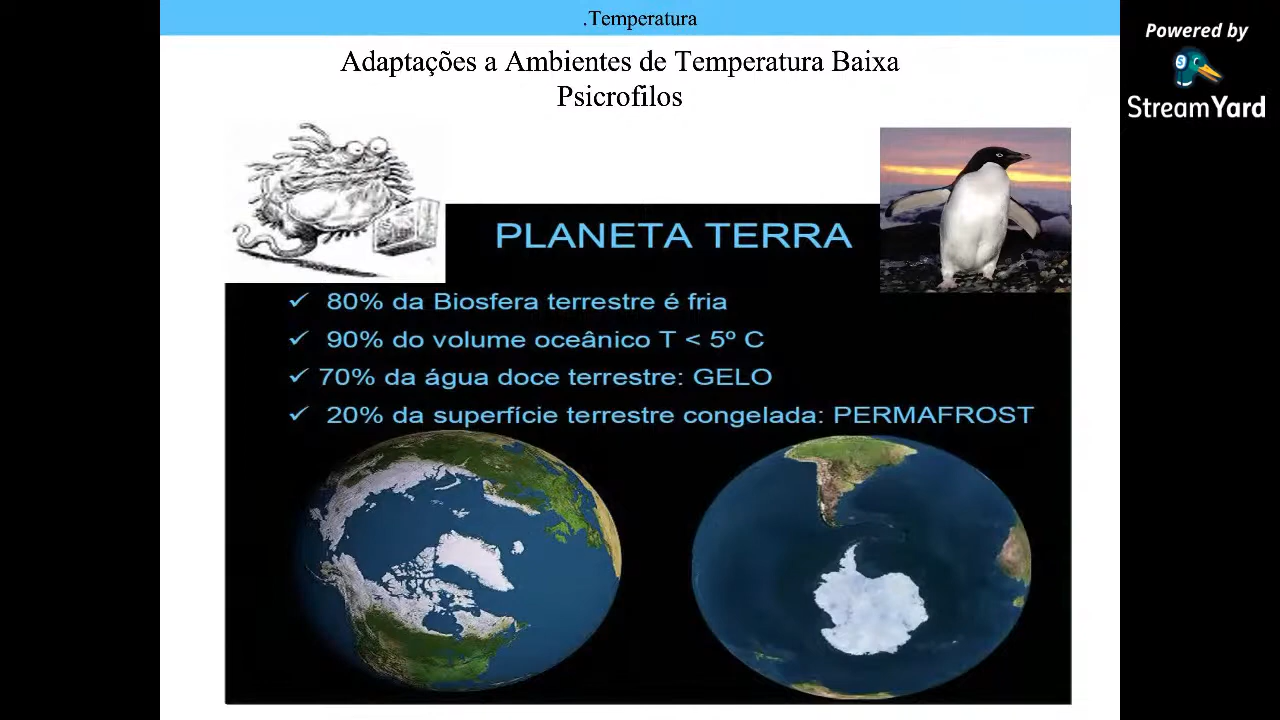 .Temperatura
Adaptações a Ambientes de Temperatura Baixa
Psicrofilos
PLANETA TERRA
✓ 80% da Biosfera terrestre é fria
✓ 90% do volume oceânico T < 5º C
✓ 70% da água doce terrestre: GELO
✓ 20% da superfície terrestre congelada: PERMAFROST
Powered by
StreamYard